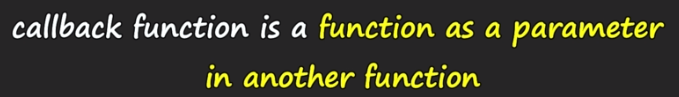 callback function is a function as a parameter
in another function